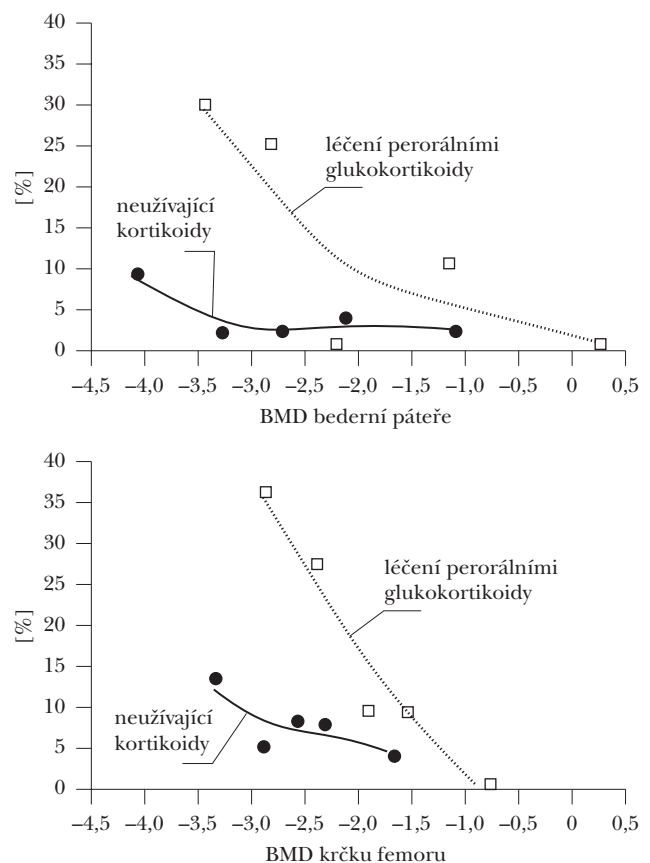 40
35
30
25
20
15
10
5
0
[%]
neužívající
kortikoidy
léčení perorálními
glukokortikoidy
–4,5 –4,0 –3,5 –3,0 –2,5 –2,0 –1,5 –1,0 –0,5 0 0,5
BMD bederní páteře
40
35
30
25
20
15
10
5
0
[%]
léčení perorálními
glukokortikoidy
neužívající
kortikoidy
–4,5 –4,0 –3,5 –3,0 –2,5 –2,0 –1,5 –1,0 –0,5 0 0,5
BMD krčku femoru